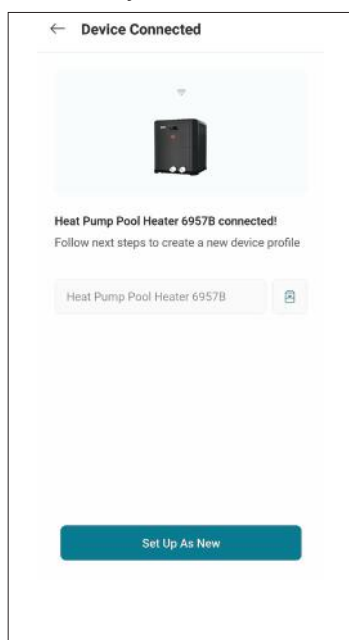 Device Connected
Heat Pump Pool Heater 6957B connected!
Follow next steps to create a new device profile
Heat Pump Pool Heater 6957B
Set Up As New